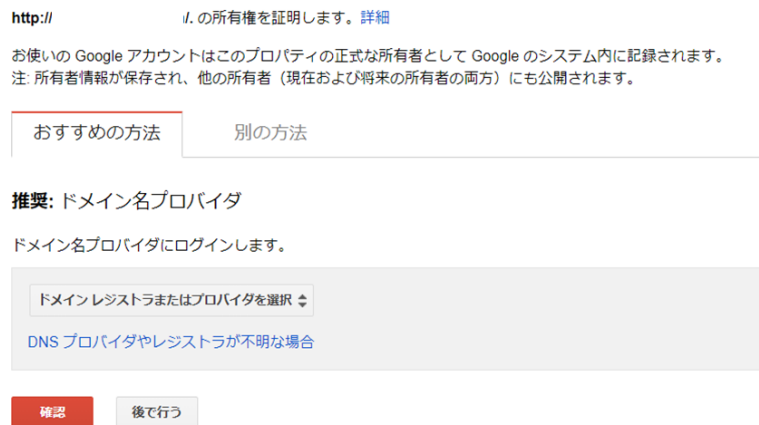 http:// /. の所有権を証明します。詳細
お使いの Google アカウントはこのプロパティの正式な所有者として Google のシステム内に記録されます。
注: 所有者情報が保存され、他の所有者（現在および将来の所有者の両方）にも公開されます。
おすすめの方法 別の方法
推奨: ドメイン名プロバイダ
ドメイン名プロバイダにログインします。
ドメイン レジストラまたはプロバイダを選択
DNS プロバイダやレジストラが不明な場合
確認 後で行う